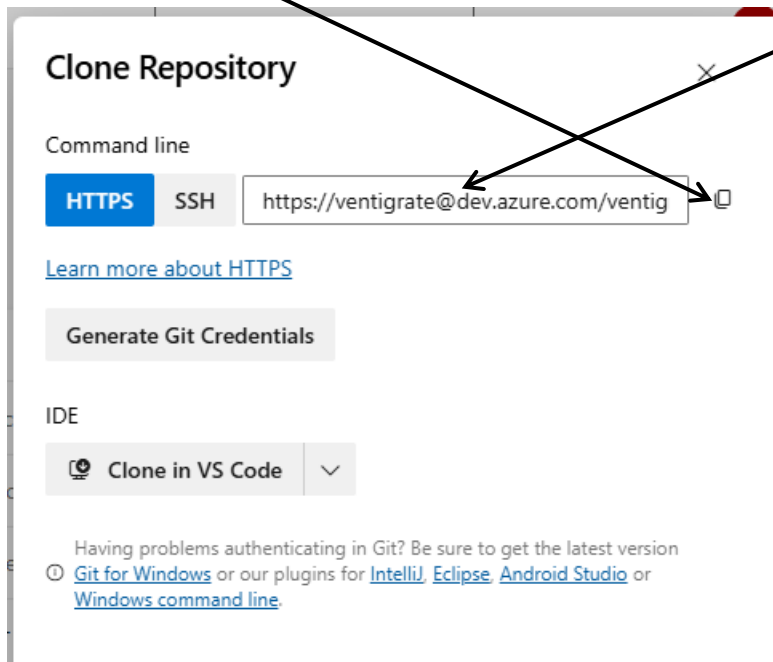 Clone Repository
Command line
HTTPS
SSH
https://ventigrate@dev.azure.com/ventig
Learn more about HTTPS
Generate Git Credentials
IDE
Clone in VS Code
Having problems authenticating in Git? Be sure to get the latest version
Git for Windows or our plugins for IntelliJ, Eclipse, Android Studio or
Windows command line.